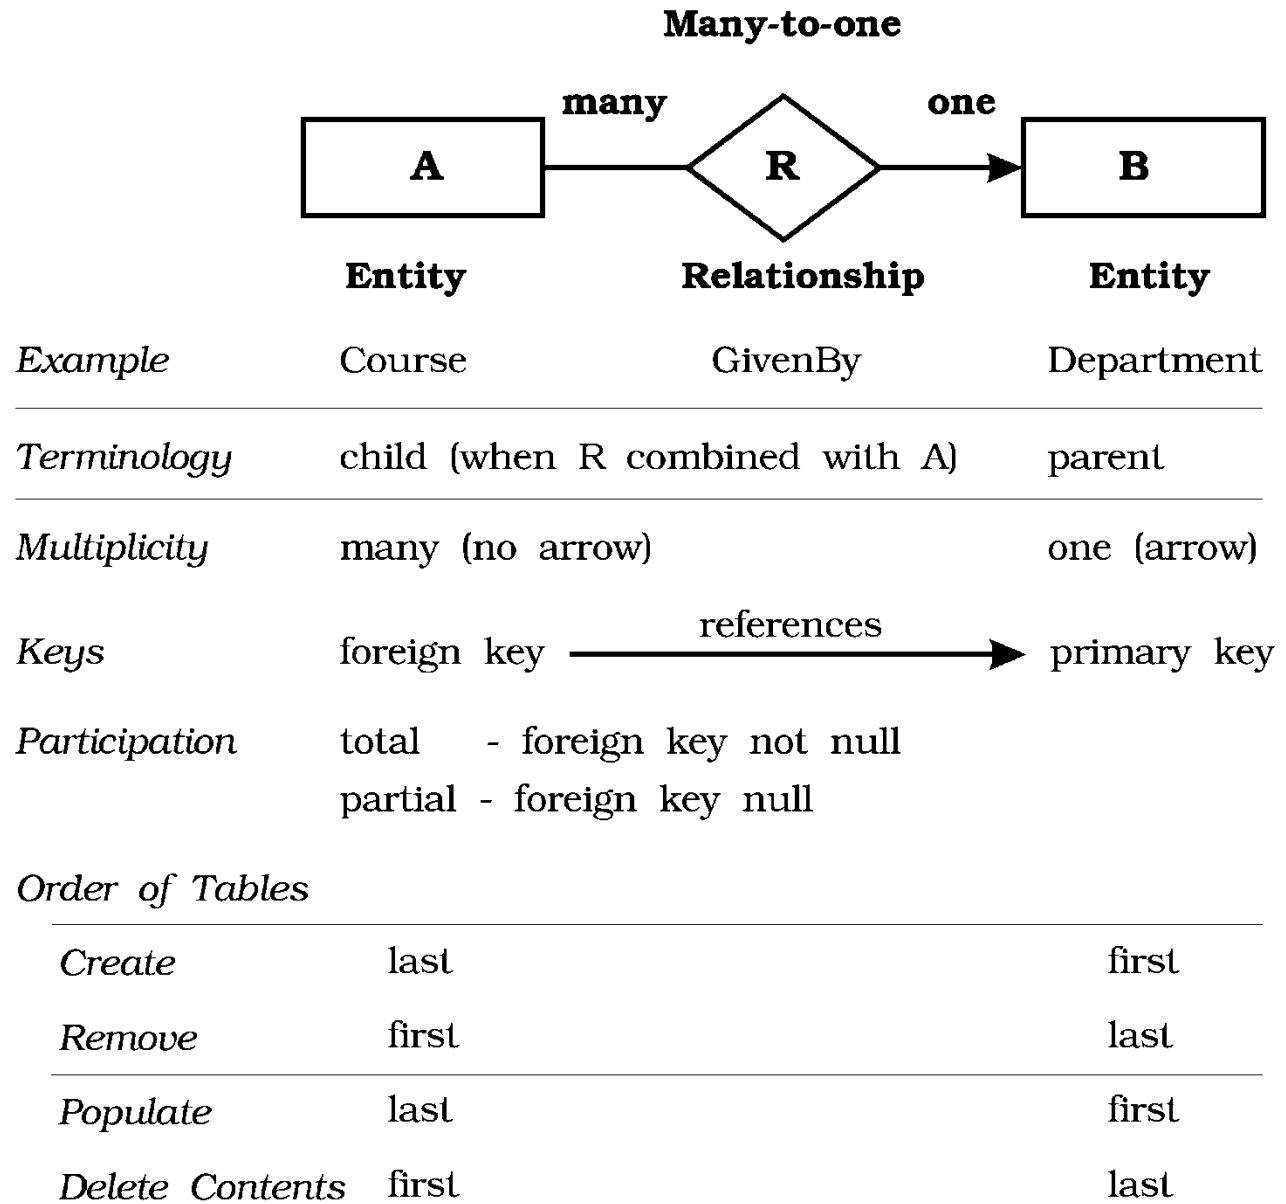 Many-to-one
many one
A R B
Entity Relationship Entity
Example Course GivenBy Department
Terminology child (when R combined with A) parent
Multiplicity many (no arrow) one (arrow)
references
Keys foreign key primary key
Participation total - foreign key not null
partial - foreign key null
Order of Tables
Create last first
Remove first last
Populate last first
Delete Contents first last